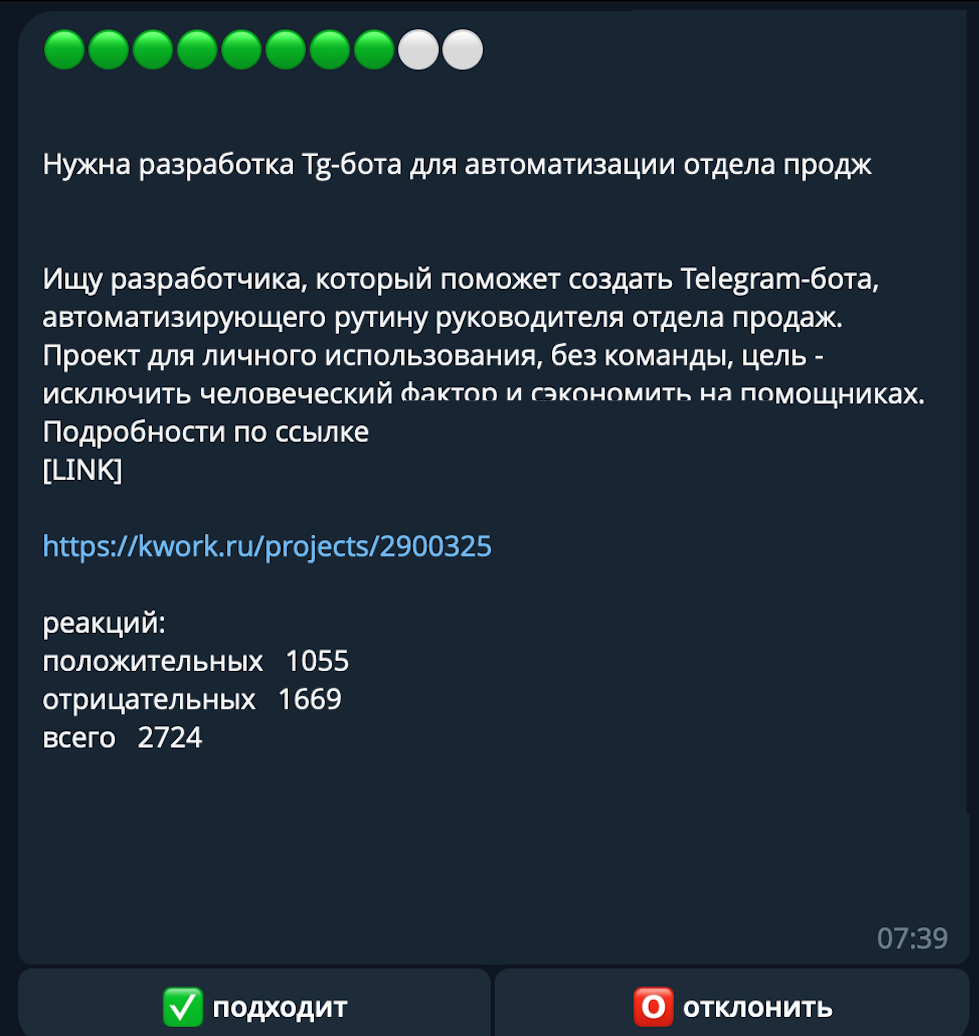 Нужна разработка Tg-бота для автоматизации отдела продж
Ищу разработчика, который поможет создать Telegram-бота,
автоматизирующего рутину руководителя отдела продаж.
Проект для личного использования, без команды, цель -
исключить человеческий фактор и сэкономить на помощниках.
Подробности по ссылке
[LINK]
https://kwork.ru/projects/2900325
реакций:
положительных 1055
отрицательных 1669
всего 2724
07:39
✅ подходит
🅾️ отклонить